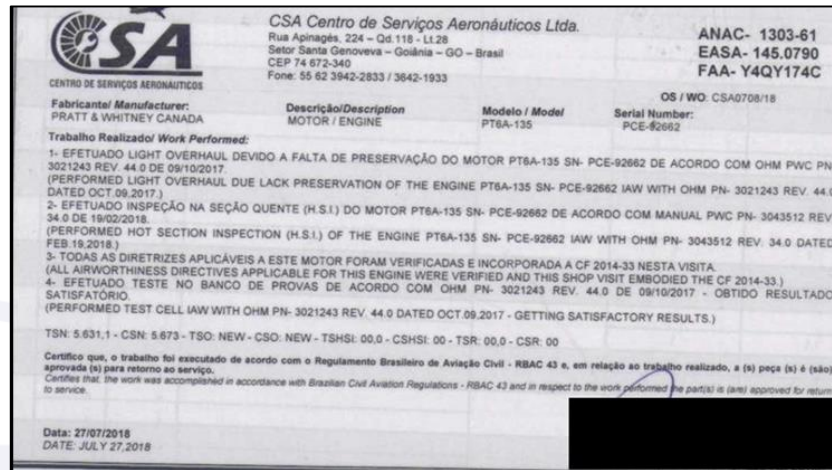 CSA
CENTRO DE SERVIÇOS AERONÁUTICOS
CSA Centro de Serviços Aeronáuticos Ltda.
Rua Apinagés, 224 – Qd.118 - Lt.28
Setor Santa Genoveva – Goiânia – GO – Brasil
CEP 74 672-340
Fone: 55 62 3942-2833 / 3642-1933
ANAC- 1303-61
EASA- 145.0790
FAA- Y4QY174C
OS / WO: CSA0708/18
Fabricante/ Manufacturer:
PRATT & WHITNEY CANADA
Descrição/Description
MOTOR / ENGINE
Modelo / Model
PT6A-135
Serial Number:
PCE-92662
Trabalho Realizado/ Work Performed:
1- EFETUADO LIGHT OVERHAUL DEVIDO A FALTA DE PRESERVAÇÃO DO MOTOR PT6A-135 SN- PCE-92662 DE ACORDO COM OHM PWC PN-
3021243 REV. 44.0 DE 09/10/2017.
(PERFORMED LIGHT OVERHAUL DUE LACK PRESERVATION OF THE ENGINE PT6A-135 SN- PCE-92662 IAW WITH OHM PN- 3021243 REV. 44.0
DATED OCT.09,2017.)
2- EFETUADO INSPEÇÃO NA SEÇÃO QUENTE (H.S.I.) DO MOTOR PT6A-135 SN- PCE-92662 DE ACORDO COM MANUAL PWC PN- 3043512 REV.
34.0 DE 19/02/2018.
(PERFORMED HOT SECTION INSPECTION (H.S.I.) OF THE ENGINE PT6A-135 SN- PCE-92662 IAW WITH OHM PN- 3043512 REV. 34.0 DATED
FEB.19,2018.)
3- TODAS AS DIRETRIZES APLICÁVEIS A ESTE MOTOR FORAM VERIFICADAS E INCORPORADA A CF 2014-33 NESTA VISITA.
(ALL AIRWORTHINESS DIRECTIVES APPLICABLE FOR THIS ENGINE WERE VERIFIED AND THIS SHOP VISIT EMBODIED THE CF 2014-33.)
4- EFETUADO TESTE NO BANCO DE PROVAS DE ACORDO COM OHM PN- 3021243 REV. 44.0 DE 09/10/2017 - OBTIDO RESULTADO
SATISFATÓRIO.
(PERFORMED TEST CELL IAW WITH OHM PN- 3021243 REV. 44.0 DATED OCT.09,2017 - GETTING SATISFACTORY RESULTS.)
TSN: 5.631,1 - CSN: 5.673 - TSO: NEW - CSO: NEW - TSHSI: 00,0 - CSHSI: 00 - TSR: 00,0 - CSR: 00
Certifico que, o trabalho foi executado de acordo com o Regulamento Brasileiro de Aviação Civil - RBAC 43 e, em relação ao trabalho realizado, a (s) peça (s) é (são)
aprovada (s) para retorno ao serviço.
Certifies that, the work was accomplished in accordance with Brazilian Civil Aviation Regulations - RBAC 43 and in respect to the work performed the part(s) is (are) approved for return
to service.
Data: 27/07/2018
DATE: JULY 27,2018